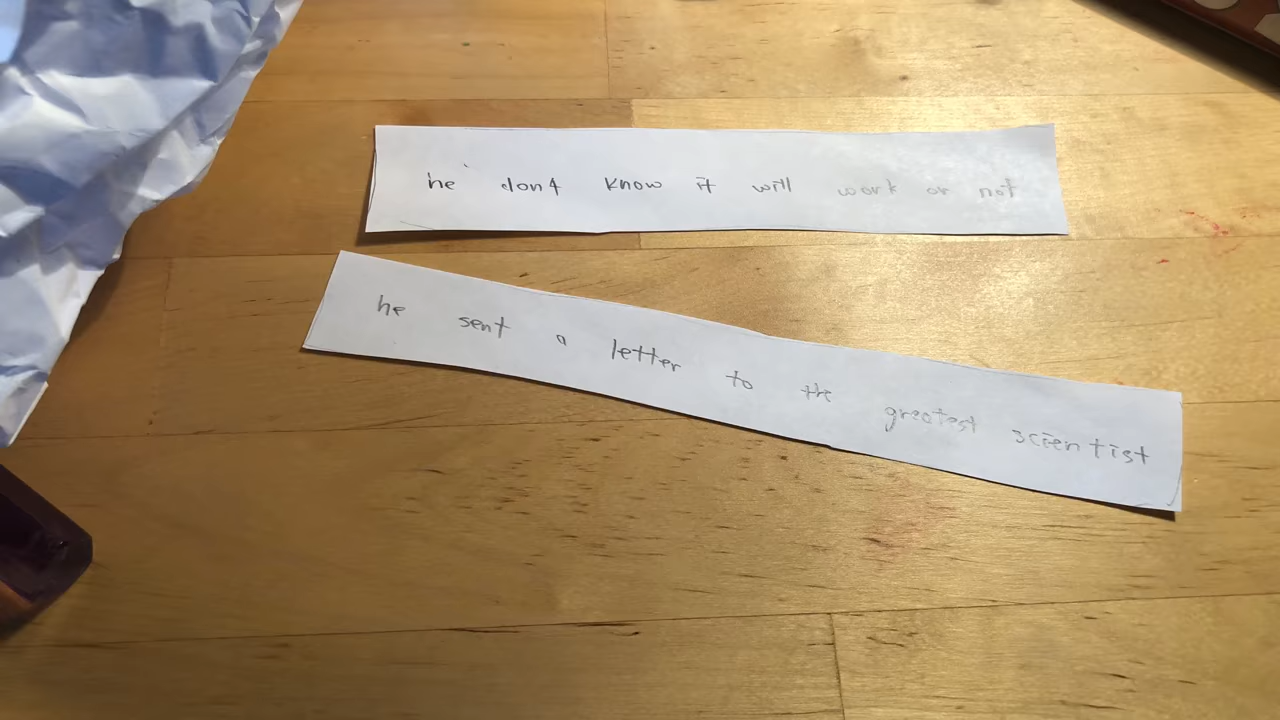 he dont know it will work or not
he sent a letter to the greatest scientist